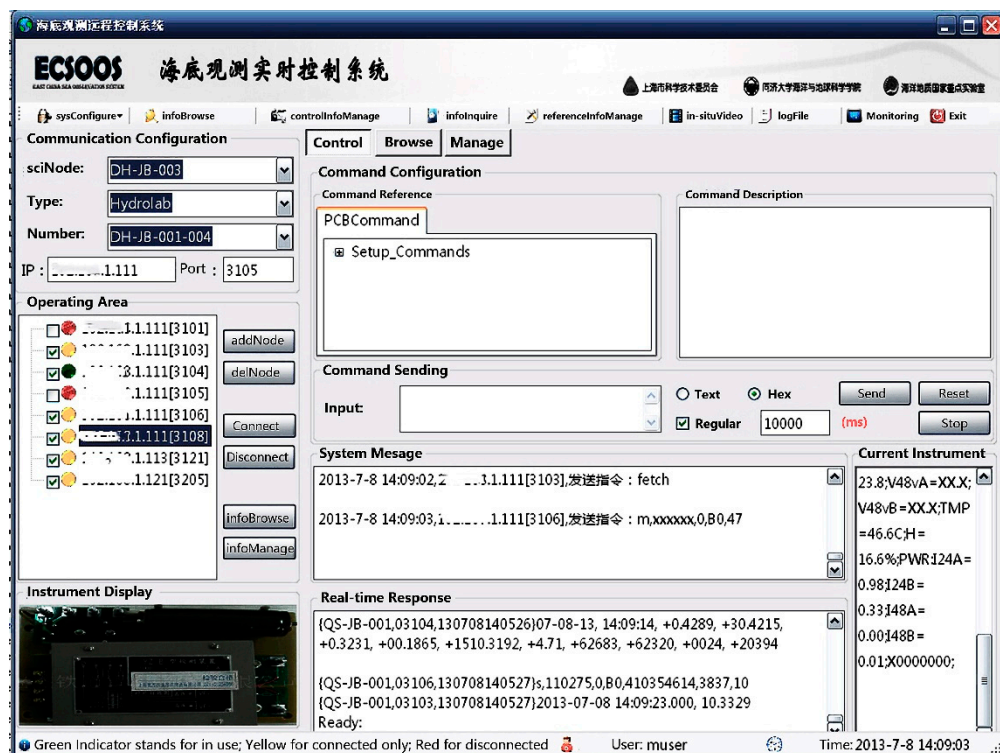 海底观测远程控制系统
ECSOOS
EAST CHINA SEA OBSERVATION SYSTEM
海底观测实时控制系统
上海市科学技术委员会 同济大学海洋与地球科学学院 海洋地质国家重点实验室
sysConfigure infoBrowse controlInfoManage infoInquire referenceInfoManage in-situVideo logFile Monitoring Exit
Communication Configuration
sciNode: DH-JB-003
Type: Hydrolab
Number: DH-JB-001-004
IP : .1.111 Port : 3105
Operating Area
.1.111[3101]
.1.111[3103]
3.1.111[3104]
.1.111[3105]
.1.111[3106]
3.1.111[3108]
.1.113[3121]
.1.121[3205]
addNode
delNode
Connect
Disconnect
infoBrowse
infoManage
Instrument Display
Control Browse Manage
Command Configuration
Command Reference
PCBCommand
Setup_Commands
Command Description
Command Sending
Input:
Text Hex
Regular 10000 (ms)
Send Reset
Stop
System Mesage
2013-7-8 14:09:02, 3.1.111[3103],发送指令：fetch
2013-7-8 14:09:03, .1.111[3106],发送指令：m,xxxxxx,0,B0,47
Real-time Response
{QS-JB-001,03104,130708140526}07-08-13, 14:09:14, +0.4289, +30.4215,
+0.3231, +00.1865, +1510.3192, +4.71, +62683, +62320, +0024, +20394
{QS-JB-001,03106,130708140527}s,110275,0,B0,410354614,3837,10
{QS-JB-001,03103,130708140527}2013-07-08 14:09:23.000, 10.3329
Ready:
Current Instrument
23.8;V48vA=XX.X;
V48vB=XX.X;TMP
=46.6C;H=
16.6%;PWR:I24A=
0.98;I24B=
0.33;I48A=
0.00;I48B=
0.01;X0000000;
Green Indicator stands for in use; Yellow for connected only; Red for disconnected User: muser Time:2013-7-8 14:09:03